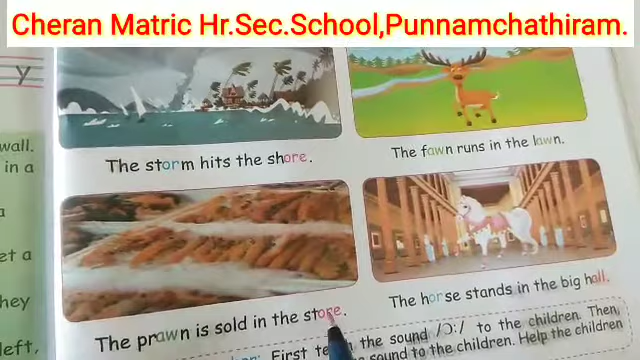 Cheran Matric Hr.Sec.School,Punnamchathiram.
y
wall.
in a
The storm hits the shore.
The fawn runs in the lawn.
et a
hey
left,
The prawn is sold in the store.
The horse stands in the big hall.
First te the sound /ɔ:/ to the children. Then,
sound to the children. Help the children